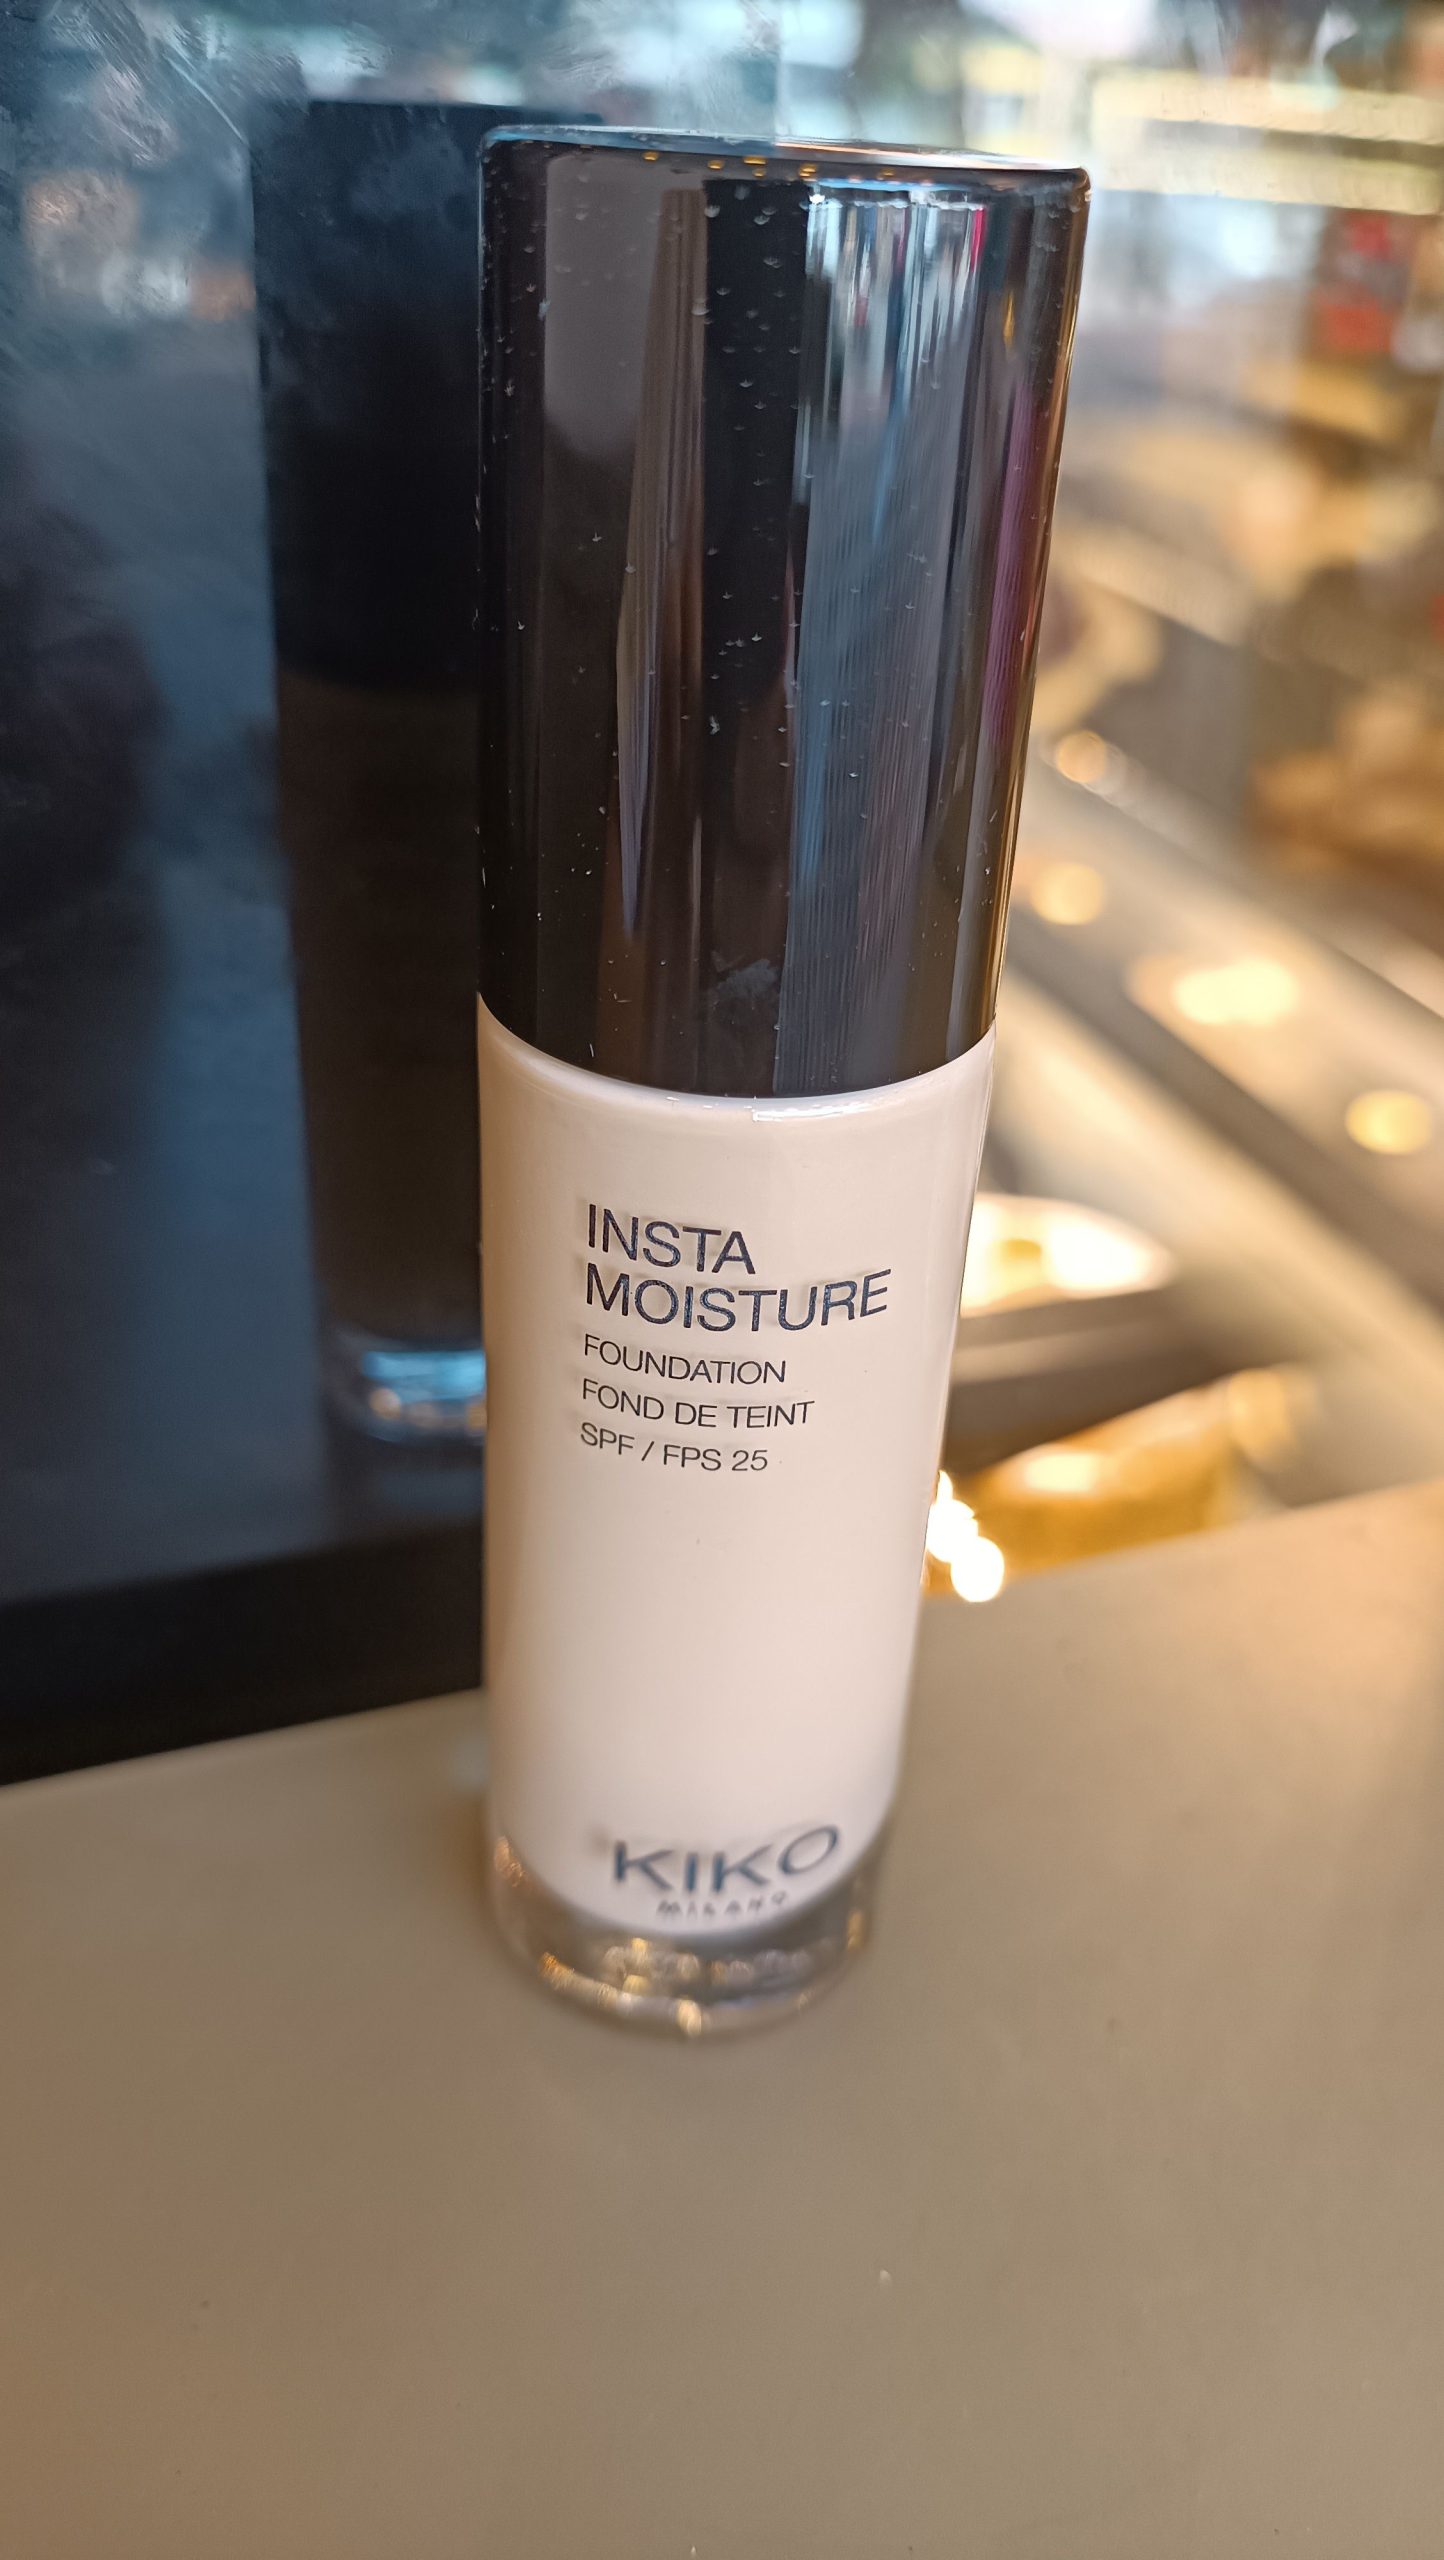 INSTA
MOISTURE
FOUNDATION
FOND DE TEINT
SPF / FPS 25
KIKO
MILANO